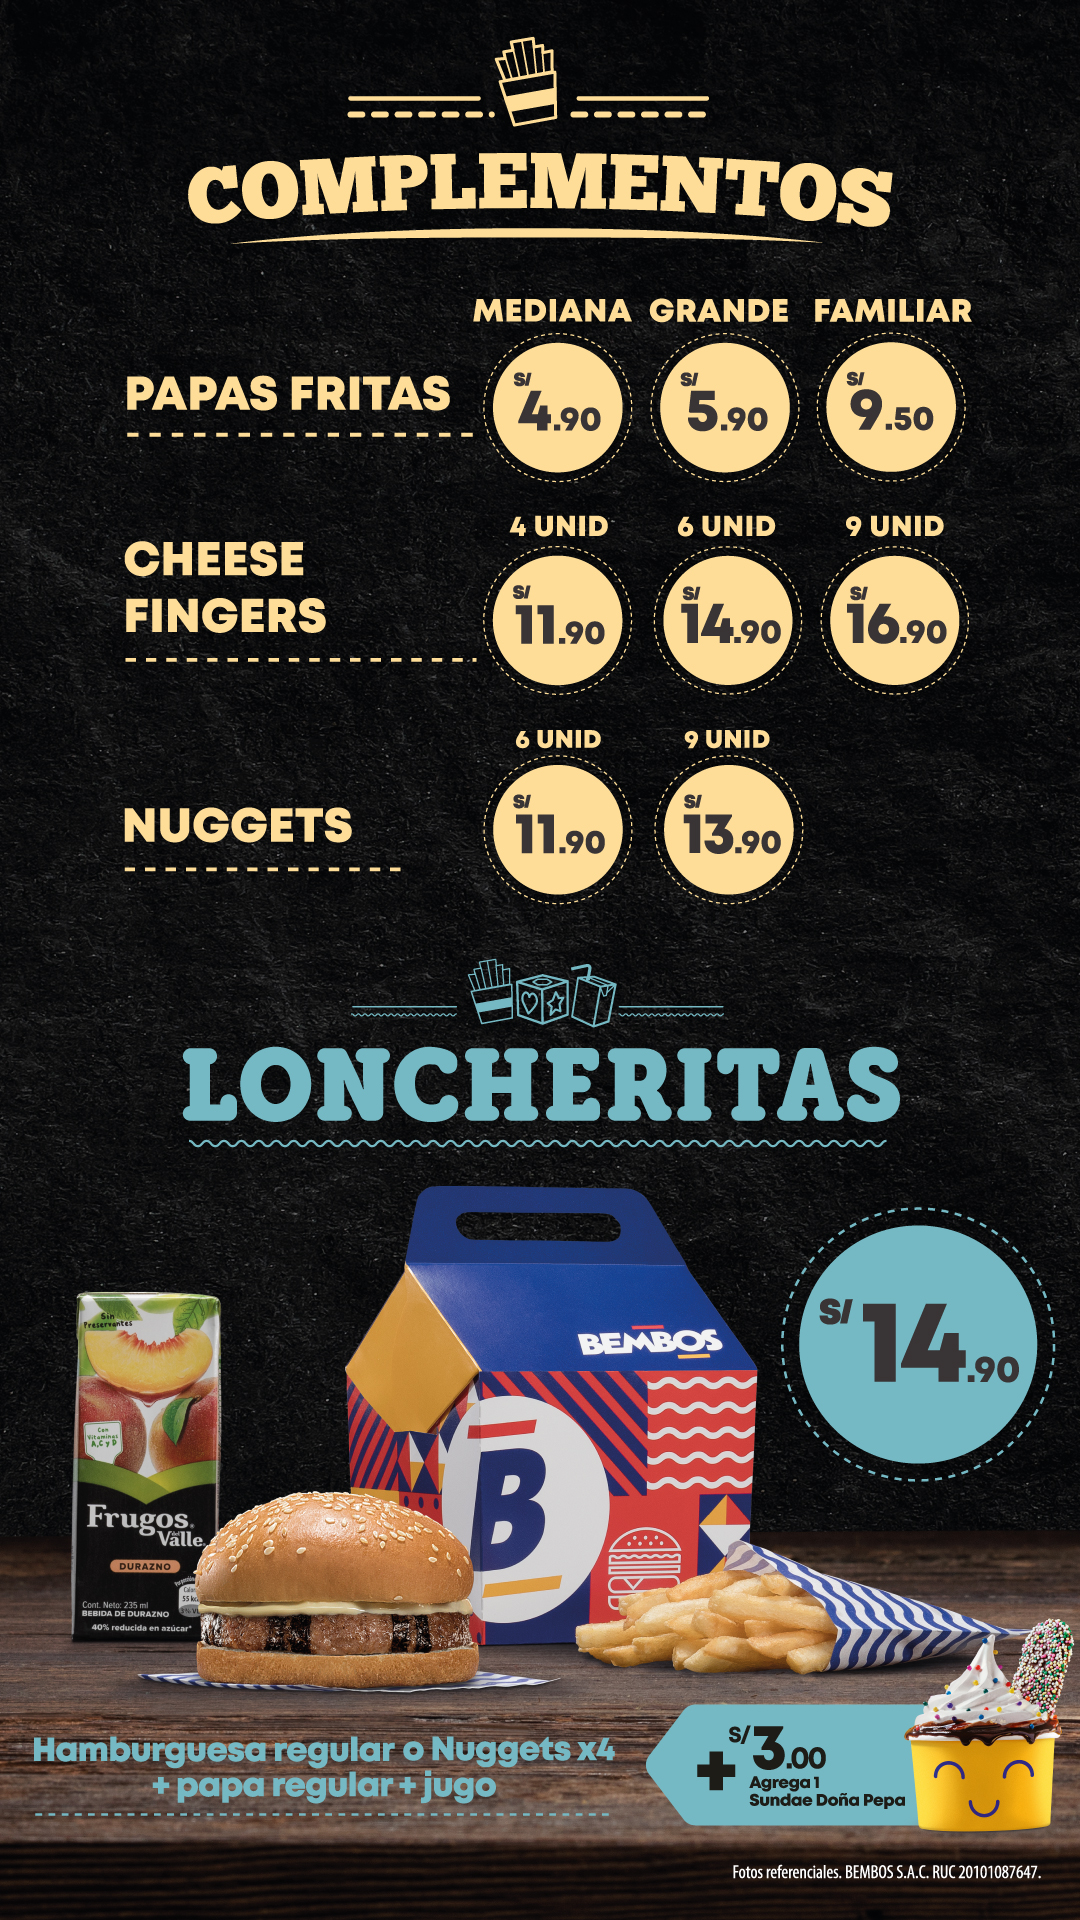 COMPLEMENTOS
MEDIANA GRANDE FAMILIAR
PAPAS FRITAS
S/ 4.90 S/ 5.90 S/ 9.50
4 UNID 6 UNID 9 UNID
CHEESE
FINGERS
S/ 11.90 S/ 14.90 S/ 16.90
6 UNID 9 UNID
NUGGETS
S/ 11.90 S/ 13.90
LONCHERITAS
S/ 14.90
BEMBOS
B
Sin
Preservantes
Con
Vitaminas
A, C y D
Frugos
del Valle
DURAZNO
Cont. Neto: 235 ml
BEBIDA DE DURAZNO
40% reducida en azúcar*
Hamburguesa regular o Nuggets x4
+ papa regular + jugo
+ S/ 3.00
Agrega 1
Sundae Doña Pepa
Fotos referenciales. BEMBOS S.A.C. RUC 20101087647.